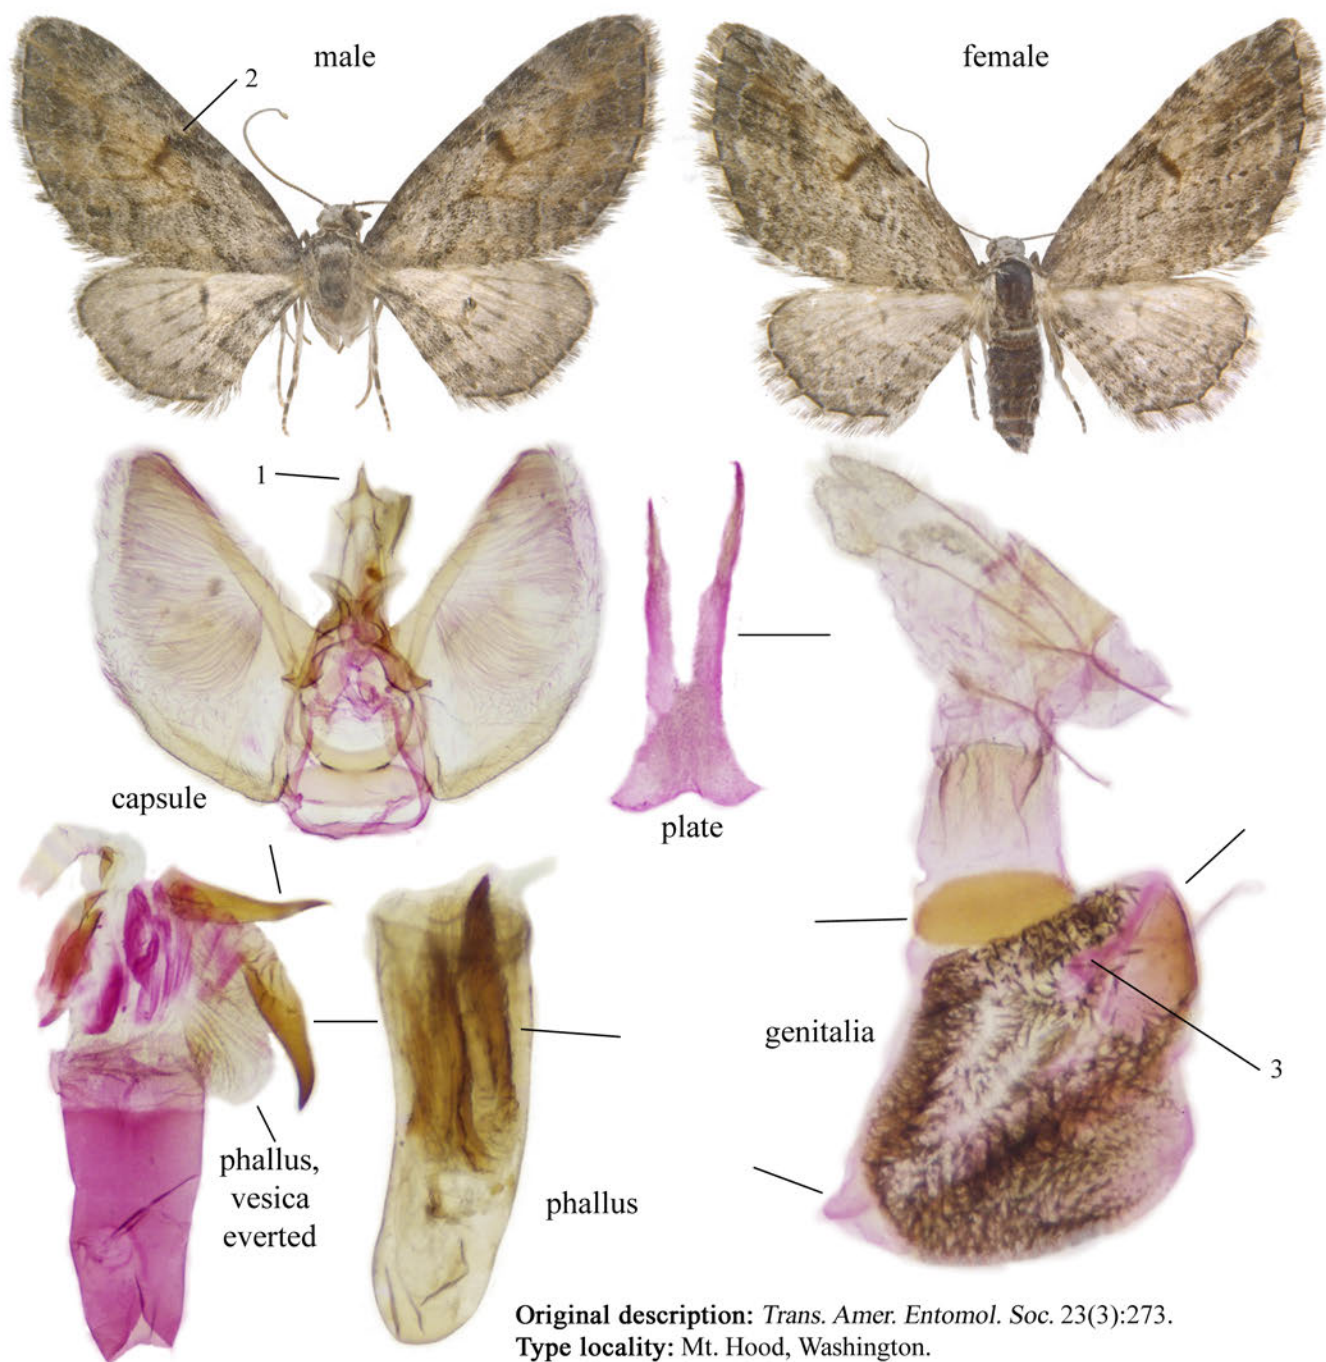 male
female
2
1
capsule
plate
genitalia
3
phallus,
vesica
everted
phallus
Original description: Trans. Amer. Entomol. Soc. 23(3):273.
Type locality: Mt. Hood, Washington.